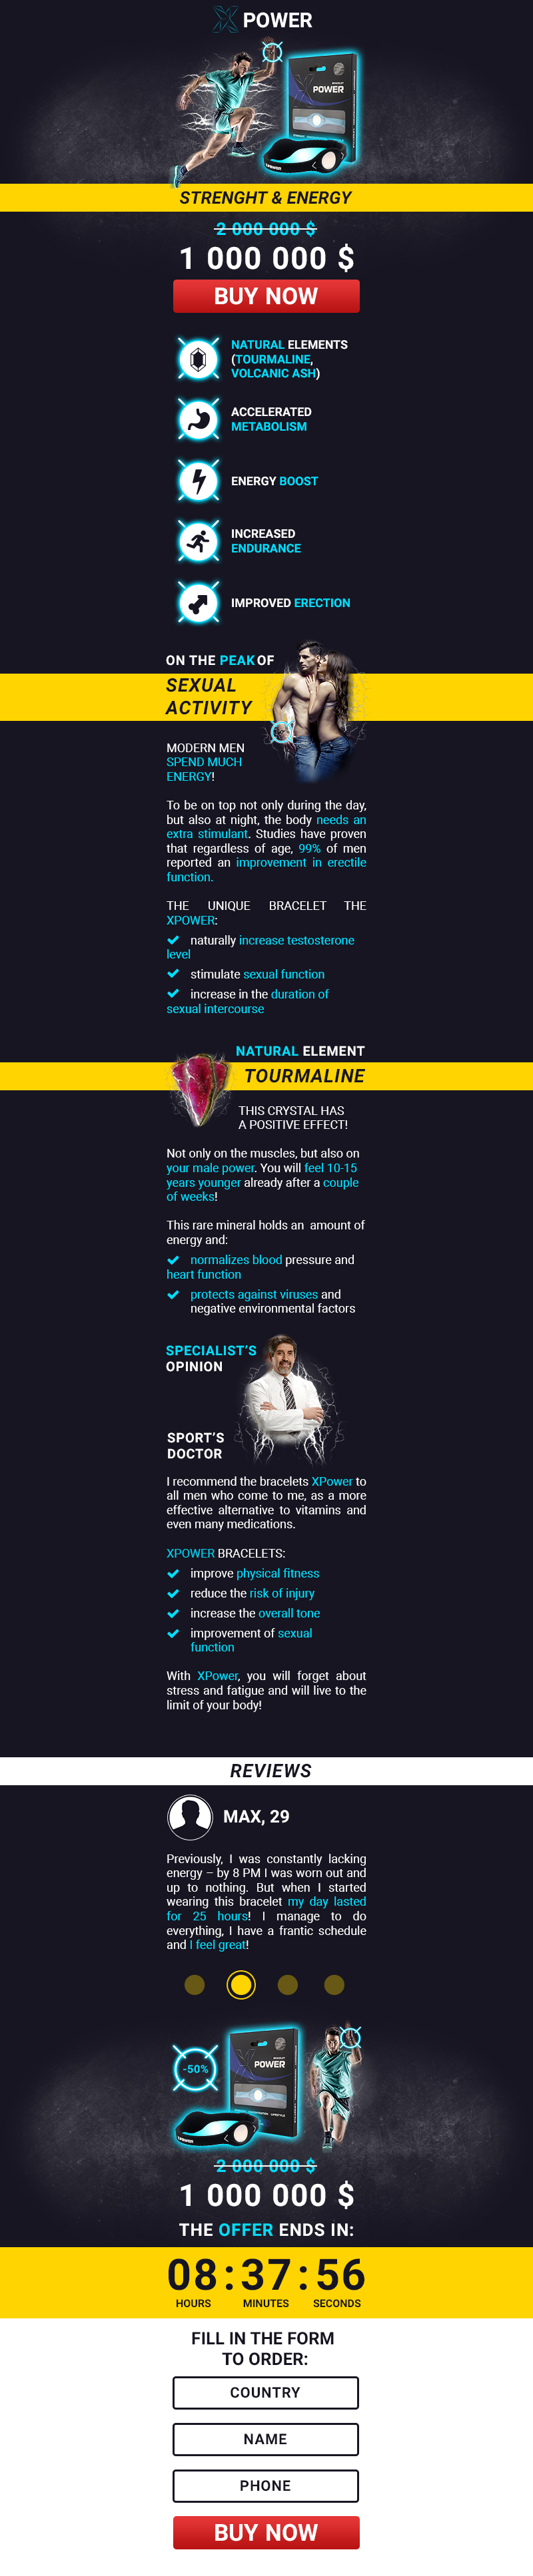 X POWER
POWER
STRENGHT & ENERGY
2 000 000 $
1 000 000 $
BUY NOW
NATURAL ELEMENTS
(TOURMALINE,
VOLCANIC ASH)
ACCELERATED
METABOLISM
ENERGY BOOST
INCREASED
ENDURANCE
IMPROVED ERECTION
ON THE PEAK OF
SEXUAL
ACTIVITY
MODERN MEN
SPEND MUCH
ENERGY!
To be on top not only during the day,
but also at night, the body needs an
extra stimulant. Studies have proven
that regardless of age, 99% of men
reported an improvement in erectile
function.
THE UNIQUE BRACELET THE
XPOWER:
naturally increase testosterone
level
stimulate sexual function
increase in the duration of
sexual intercourse
NATURAL ELEMENT
TOURMALINE
THIS CRYSTAL HAS
A POSITIVE EFFECT!
Not only on the muscles, but also on
your male power. You will feel 10-15
years younger already after a couple
of weeks!
This rare mineral holds an amount of
energy and:
normalizes blood pressure and
heart function
protects against viruses and
negative environmental factors
SPECIALIST'S
OPINION
SPORT'S
DOCTOR
I recommend the bracelets XPower to
all men who come to me, as a more
effective alternative to vitamins and
even many medications.
XPOWER BRACELETS:
improve physical fitness
reduce the risk of injury
increase the overall tone
improvement of sexual
function
With XPower, you will forget about
stress and fatigue and will live to the
limit of your body!
REVIEWS
MAX, 29
Previously, I was constantly lacking
energy – by 8 PM I was worn out and
up to nothing. But when I started
wearing this bracelet my day lasted
for 25 hours! I manage to do
everything, I have a frantic schedule
and I feel great!
-50%
POWER
2 000 000 $
1 000 000 $
THE OFFER ENDS IN:
08 : 37 : 56
HOURS MINUTES SECONDS
FILL IN THE FORM
TO ORDER:
COUNTRY
NAME
PHONE
BUY NOW